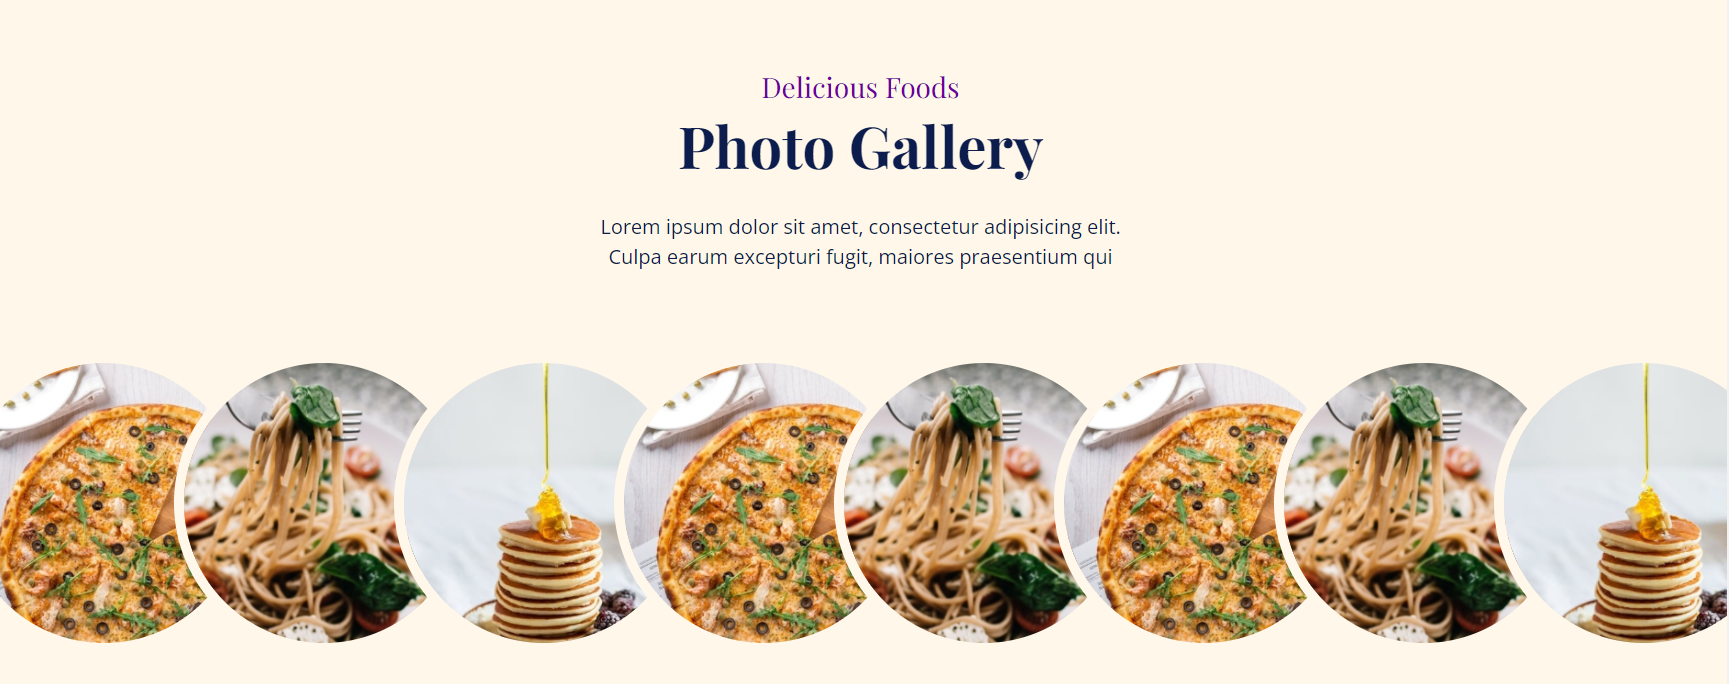 Delicious Foods
Photo Gallery
Lorem ipsum dolor sit amet, consectetur adipisicing elit.
Culpa earum excepturi fugit, maiores praesentium qui